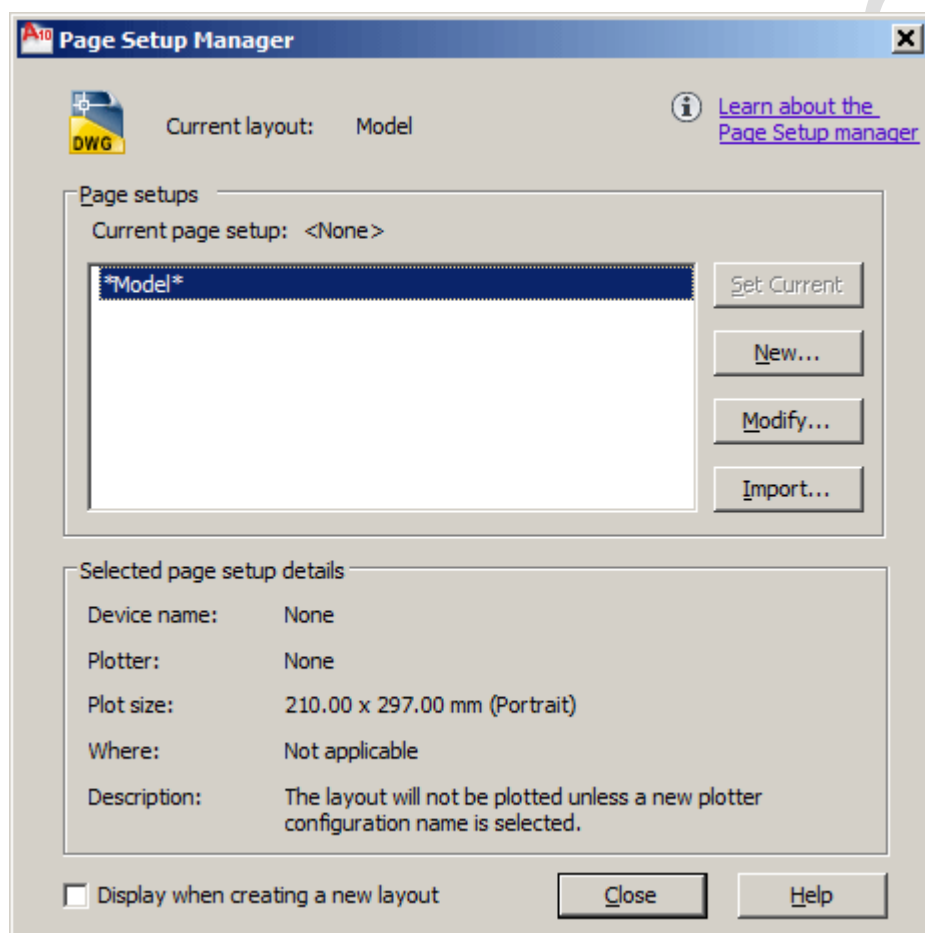 A10 Page Setup Manager
DWG
Current layout: Model
Learn about the
Page Setup manager
Page setups
Current page setup: <None>
*Model*
Set Current
New...
Modify...
Import...
Selected page setup details
Device name: None
Plotter: None
Plot size: 210.00 x 297.00 mm (Portrait)
Where: Not applicable
Description: The layout will not be plotted unless a new plotter
configuration name is selected.
Display when creating a new layout
Close
Help